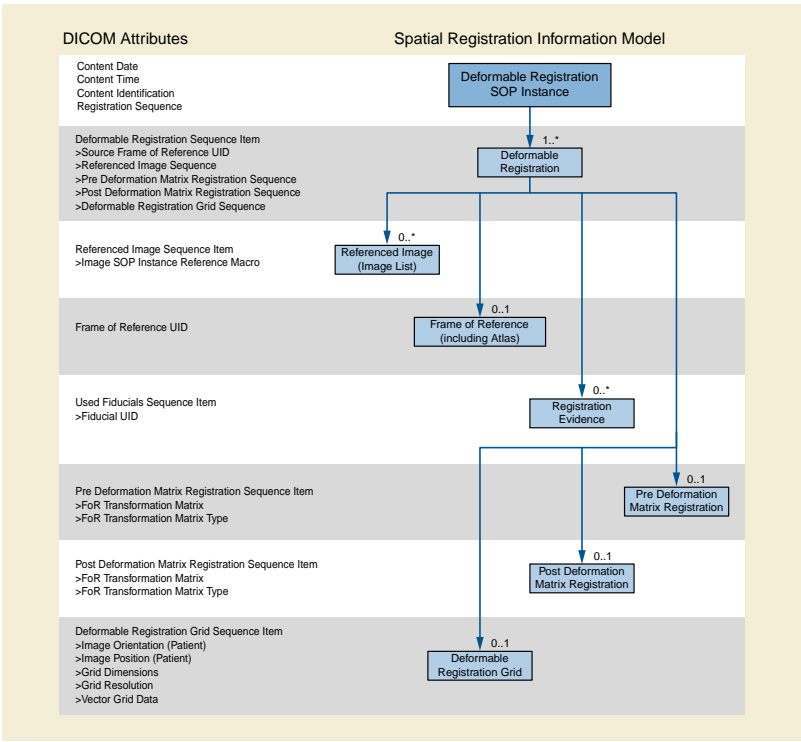 DICOM Attributes
Spatial Registration Information Model
Content Date
Content Time
Content Identification
Registration Sequence
Deformable Registration
SOP Instance
Deformable Registration Sequence Item
>Source Frame of Reference UID
>Referenced Image Sequence
>Pre Deformation Matrix Registration Sequence
>Post Deformation Matrix Registration Sequence
>Deformable Registration Grid Sequence
1..*
Deformable
Registration
Referenced Image Sequence Item
>Image SOP Instance Reference Macro
0..*
Referenced Image
(Image List)
Frame of Reference UID
0..1
Frame of Reference
(including Atlas)
Used Fiducials Sequence Item
>Fiducial UID
0..*
Registration
Evidence
Pre Deformation Matrix Registration Sequence Item
>FoR Transformation Matrix
>FoR Transformation Matrix Type
0..1
Pre Deformation
Matrix Registration
Post Deformation Matrix Registration Sequence Item
>FoR Transformation Matrix
>FoR Transformation Matrix Type
0..1
Post Deformation
Matrix Registration
Deformable Registration Grid Sequence Item
>Image Orientation (Patient)
>Image Position (Patient)
>Grid Dimensions
>Grid Resolution
>Vector Grid Data
0..1
Deformable
Registration Grid